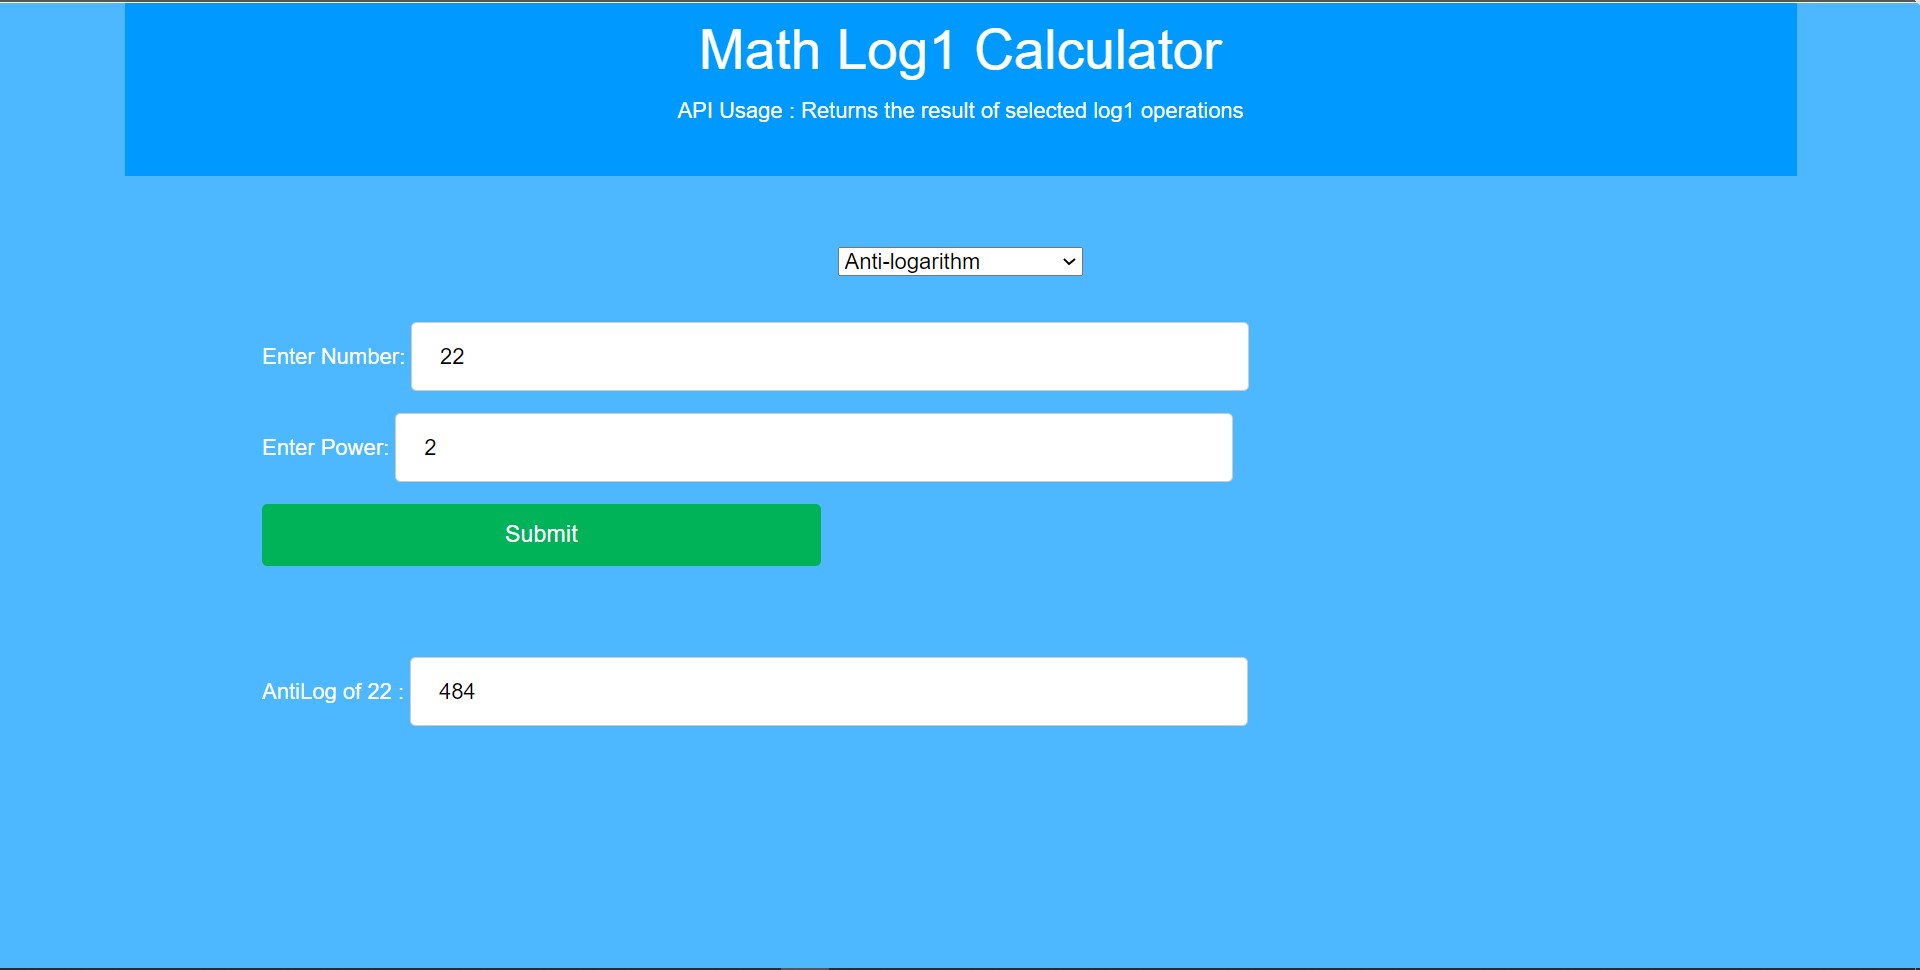 Math Log1 Calculator
API Usage : Returns the result of selected log1 operations
Anti-logarithm
Enter Number: 22
Enter Power: 2
Submit
AntiLog of 22 : 484